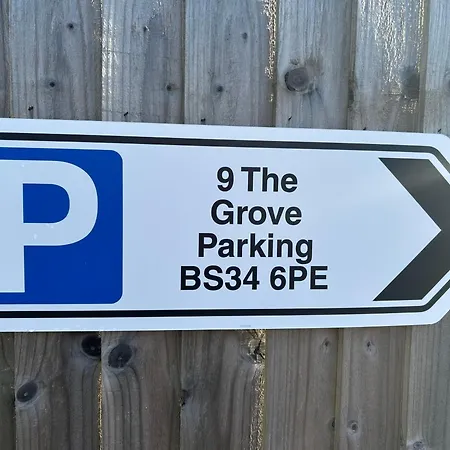 P
9 The
Grove
Parking
BS34 6PE